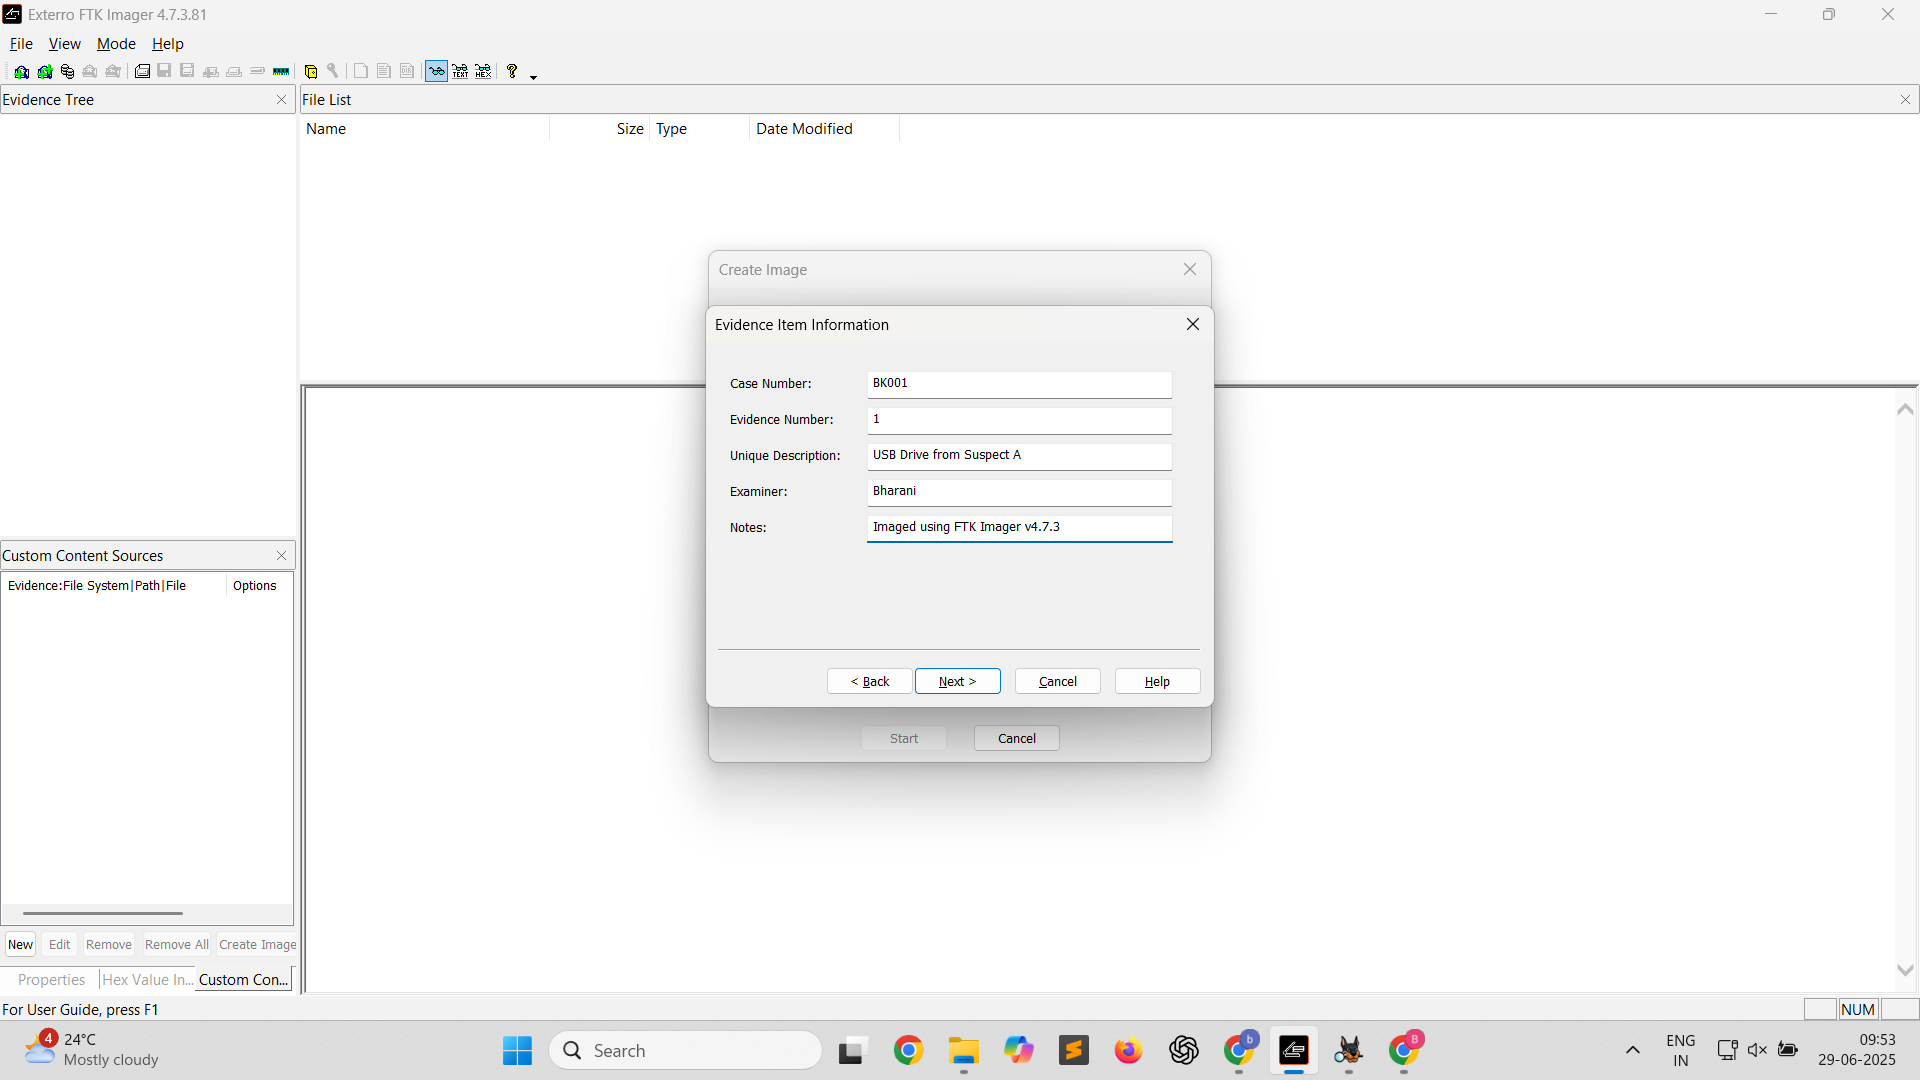 Exterro FTK Imager 4.7.3.81
File View Mode Help
TEXT HEX
Evidence Tree
File List
Name Size Type Date Modified
Create Image
Evidence Item Information
Case Number: BK001
Evidence Number: 1
Unique Description: USB Drive from Suspect A
Examiner: Bharani
Notes: Imaged using FTK Imager v4.7.3
< Back Next > Cancel Help
Start Cancel
Custom Content Sources
Evidence:File System|Path|File Options
New Edit Remove Remove All Create Image
Properties Hex Value In... Custom Con...
For User Guide, press F1
NUM
4
24°C
Mostly cloudy
Search
b
B
ENG
IN
09:53
29-06-2025